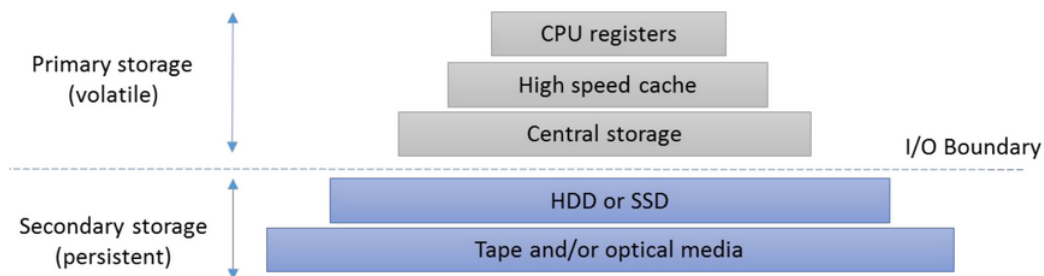 CPU registers
Primary storage
(volatile)
High speed cache
Central storage
I/O Boundary
HDD or SSD
Secondary storage
(persistent)
Tape and/or optical media